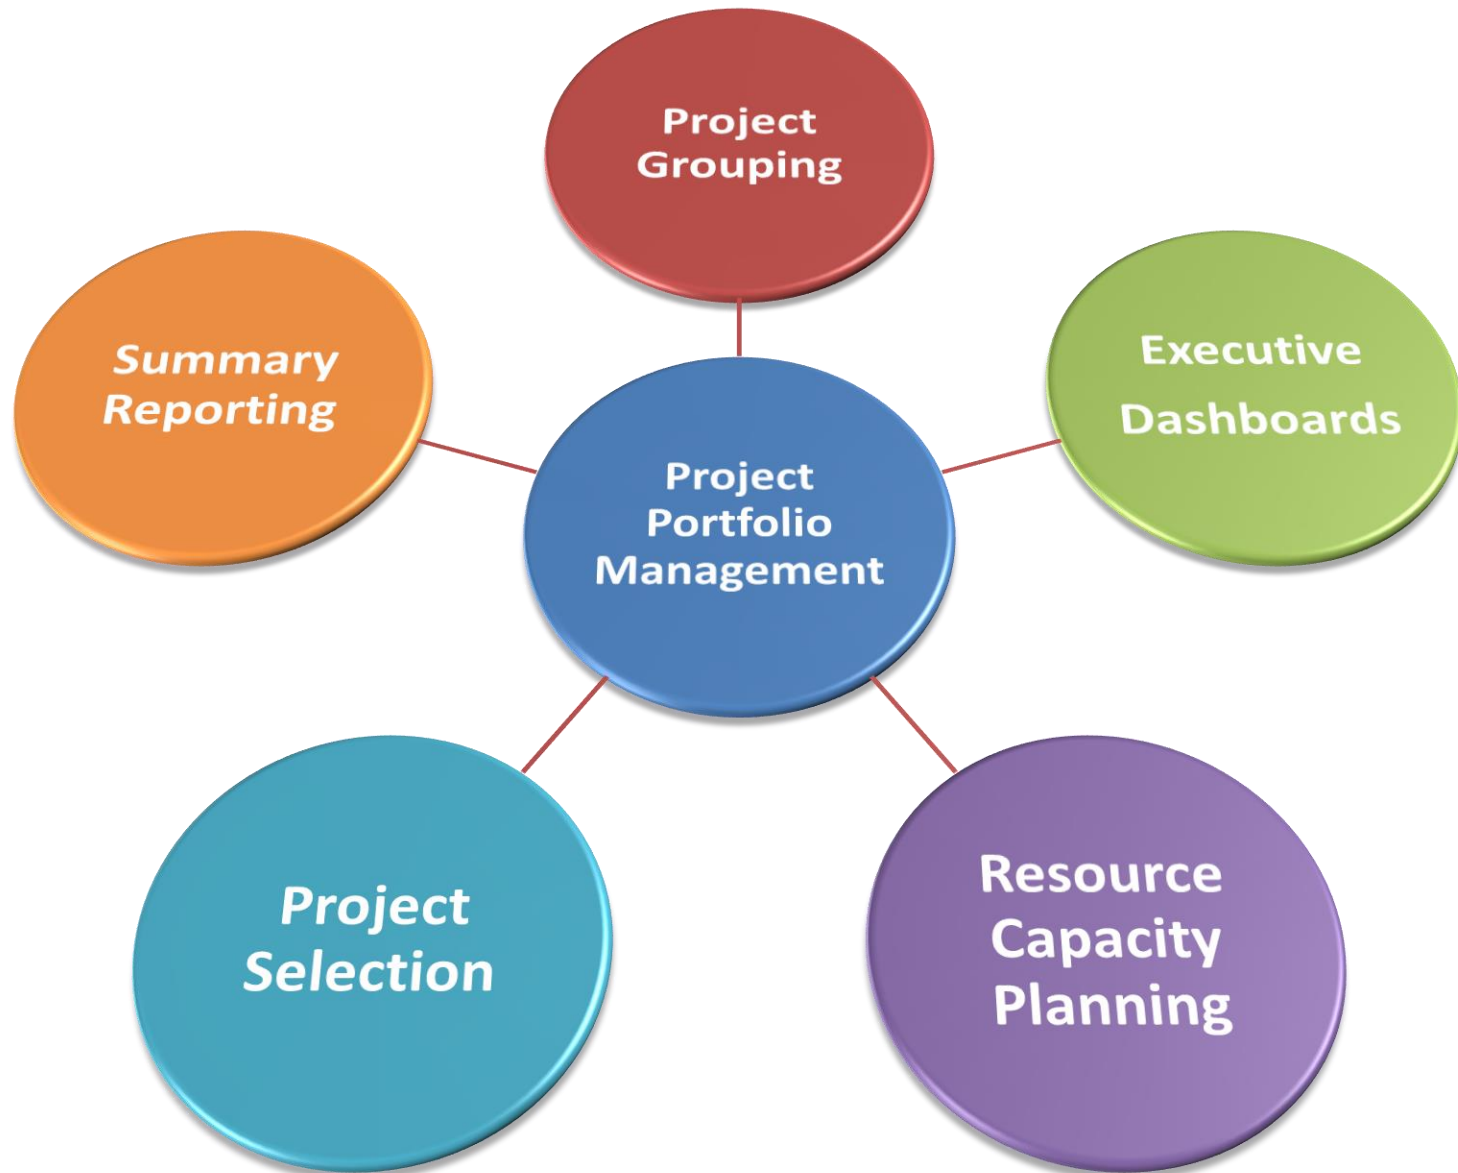 Project
Grouping
Summary
Reporting
Executive
Dashboards
Project
Portfolio
Management
Project
Selection
Resource
Capacity
Planning